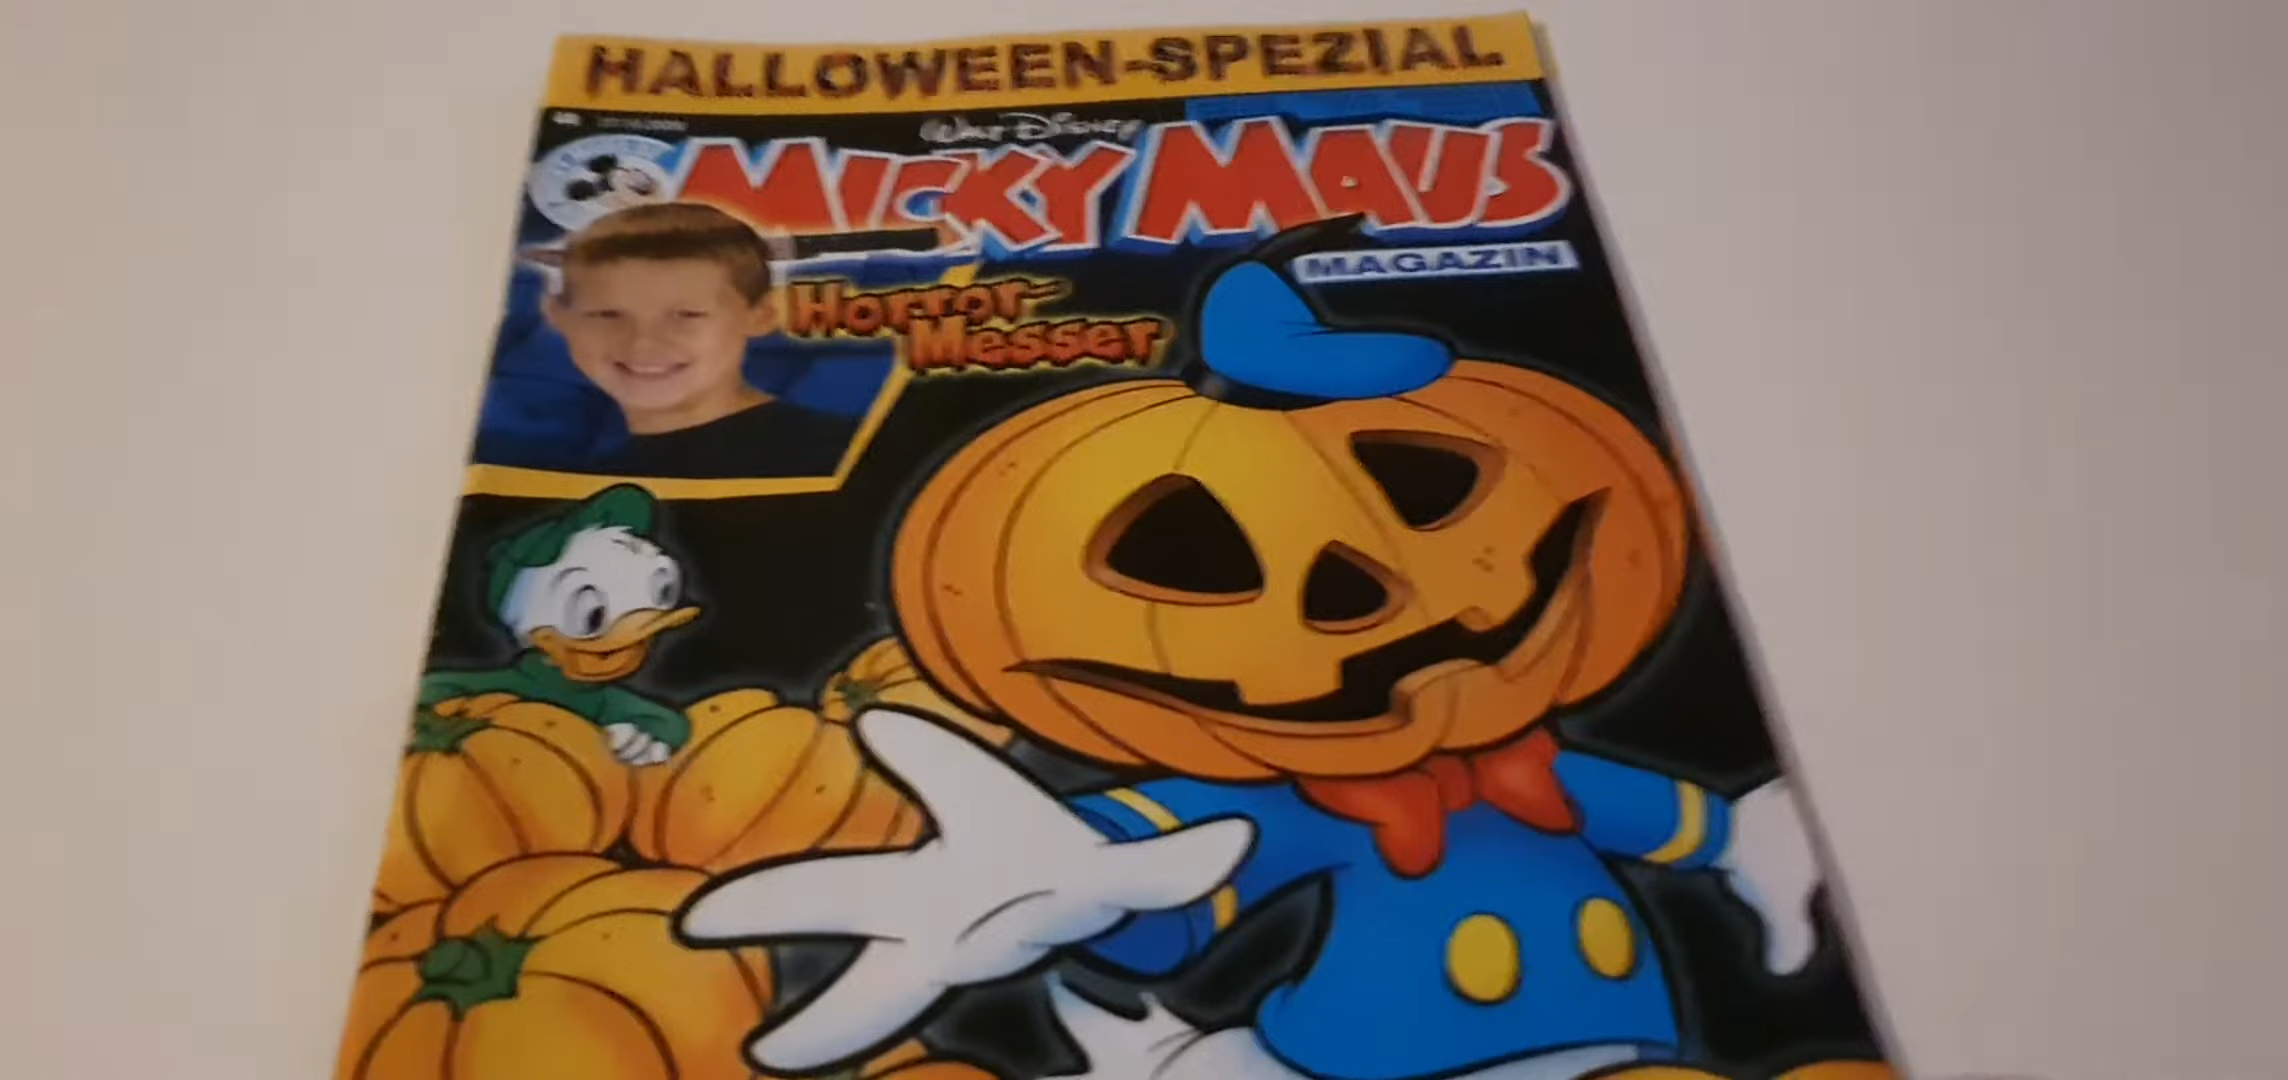 HALLOWEEN-SPEZIAL
WALT DISNEY
MICKY MAUS
MAGAZIN
Horror-
Messer